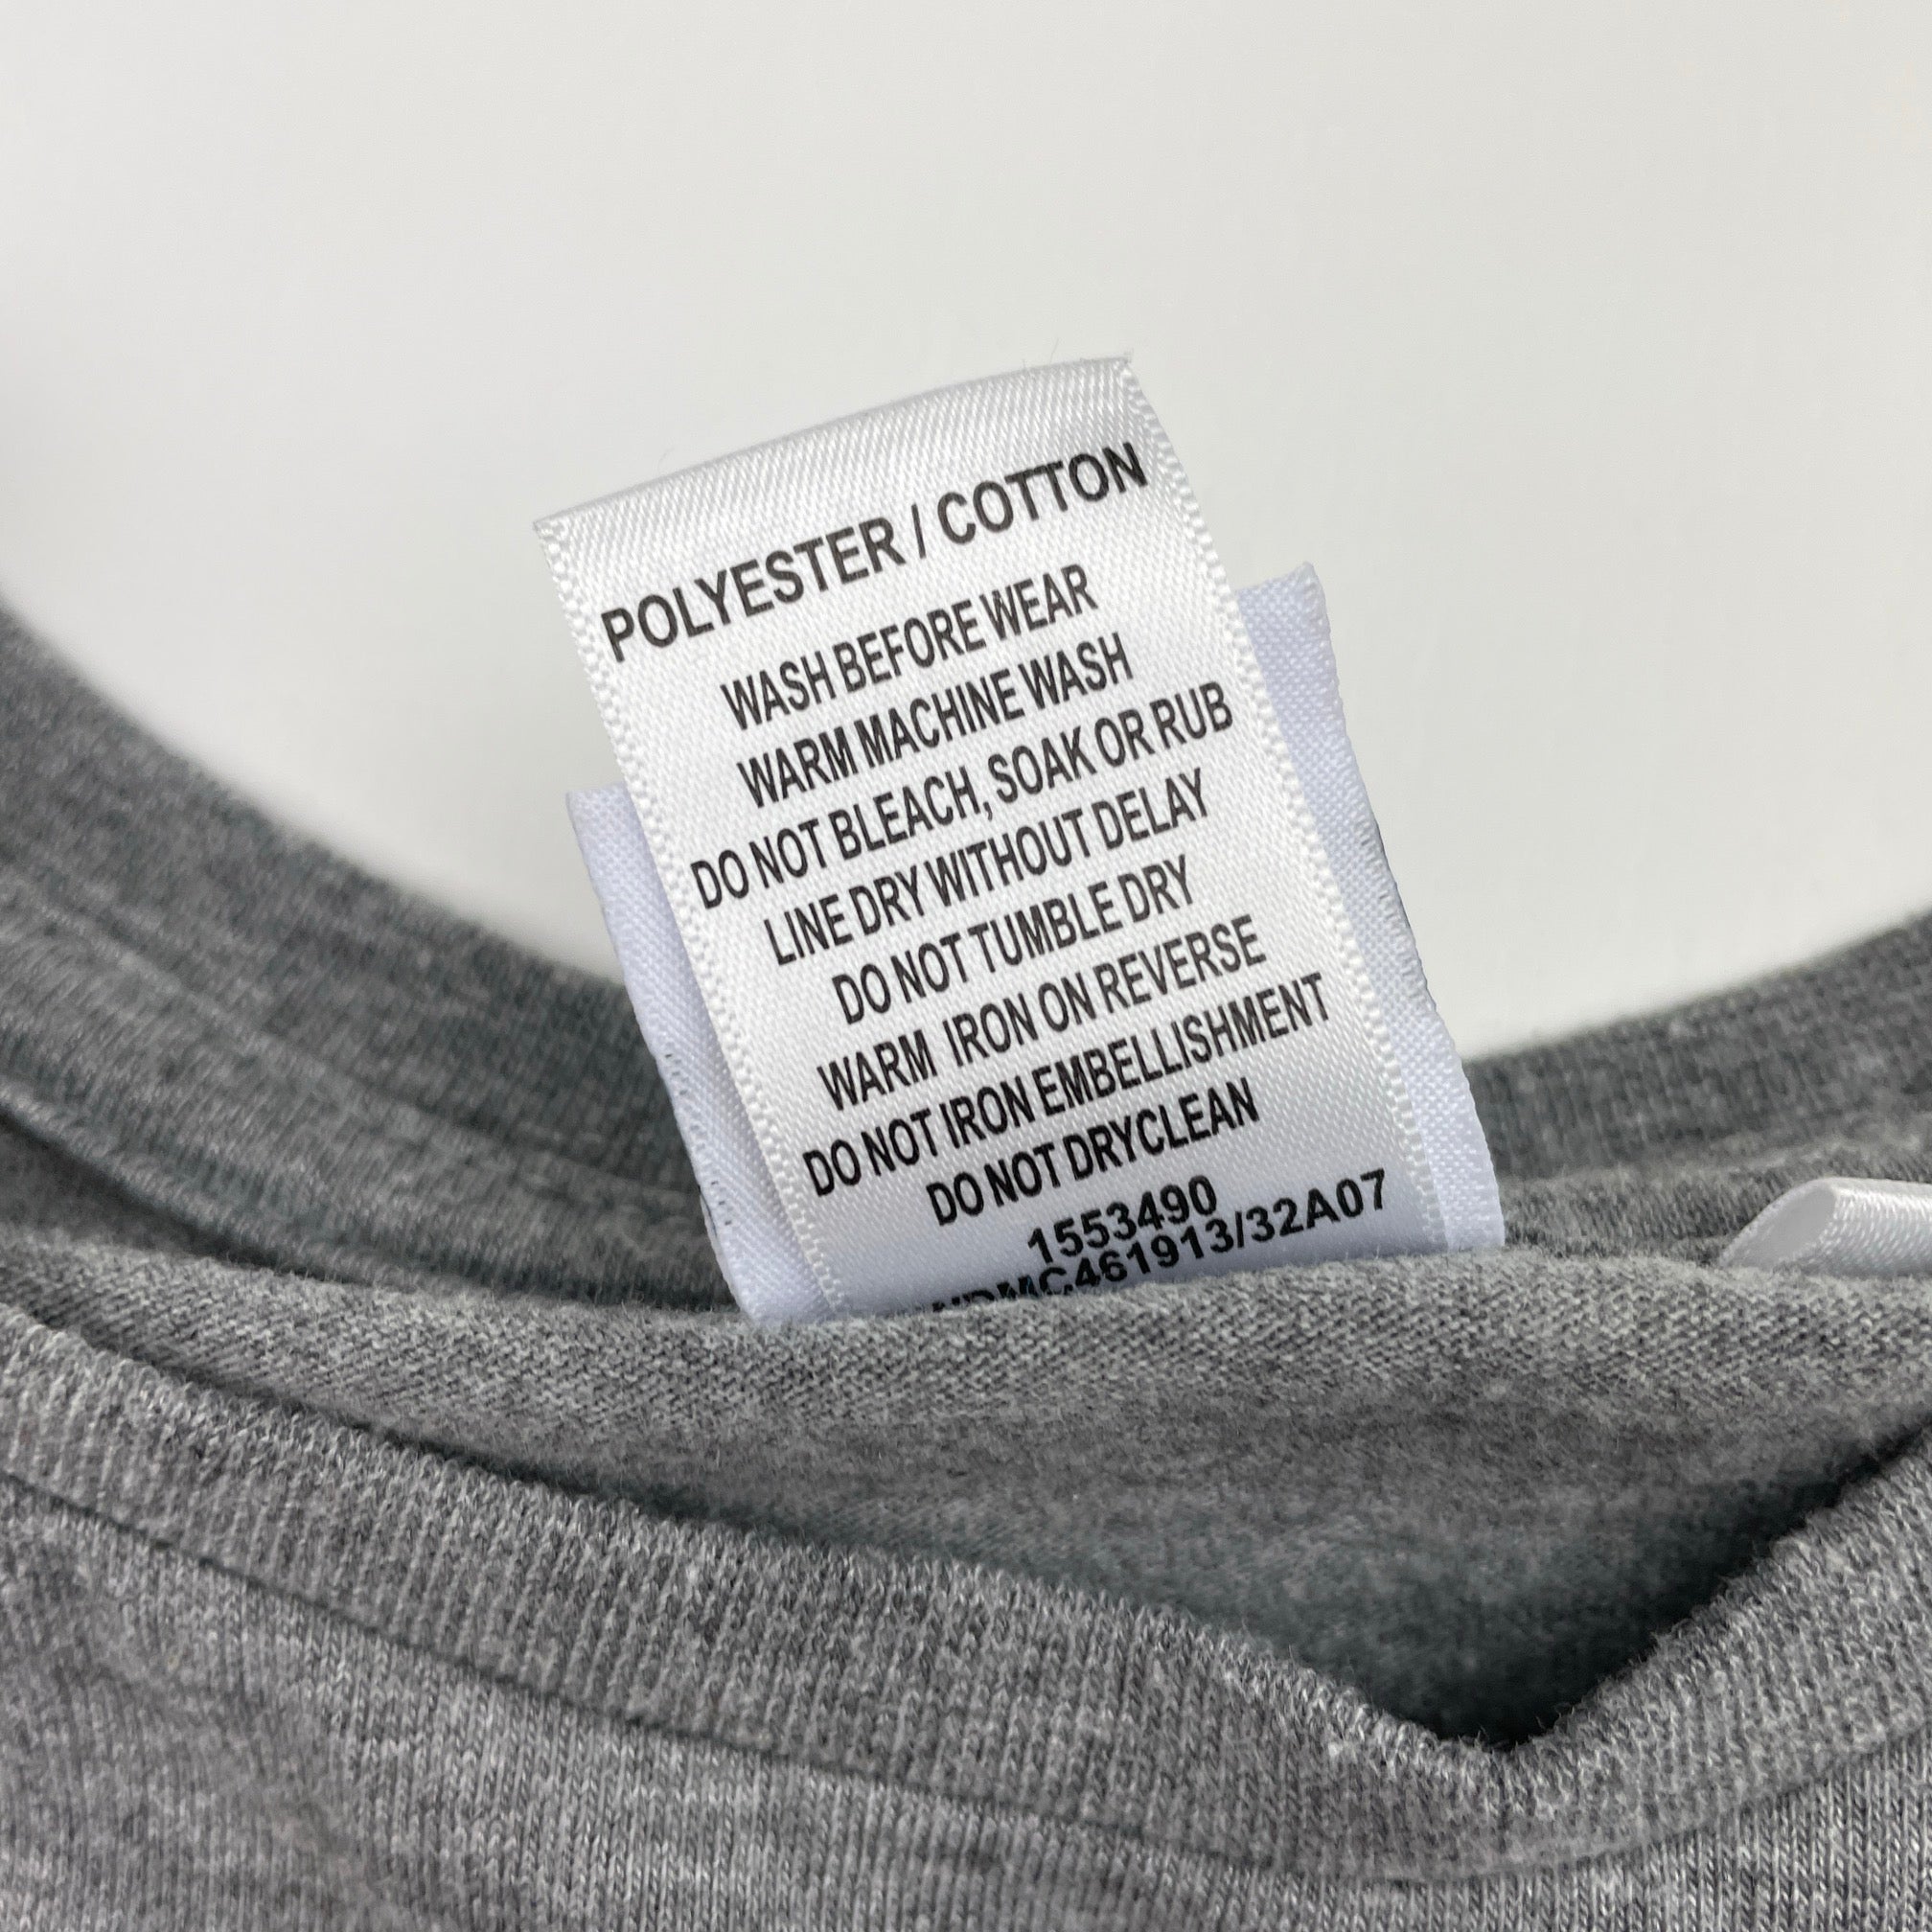 POLYESTER / COTTON
WASH BEFORE WEAR
WARM MACHINE WASH
DO NOT BLEACH, SOAK OR RUB
LINE DRY WITHOUT DELAY
DO NOT TUMBLE DRY
WARM IRON ON REVERSE
DO NOT IRON EMBELLISHMENT
DO NOT DRYCLEAN
1553490